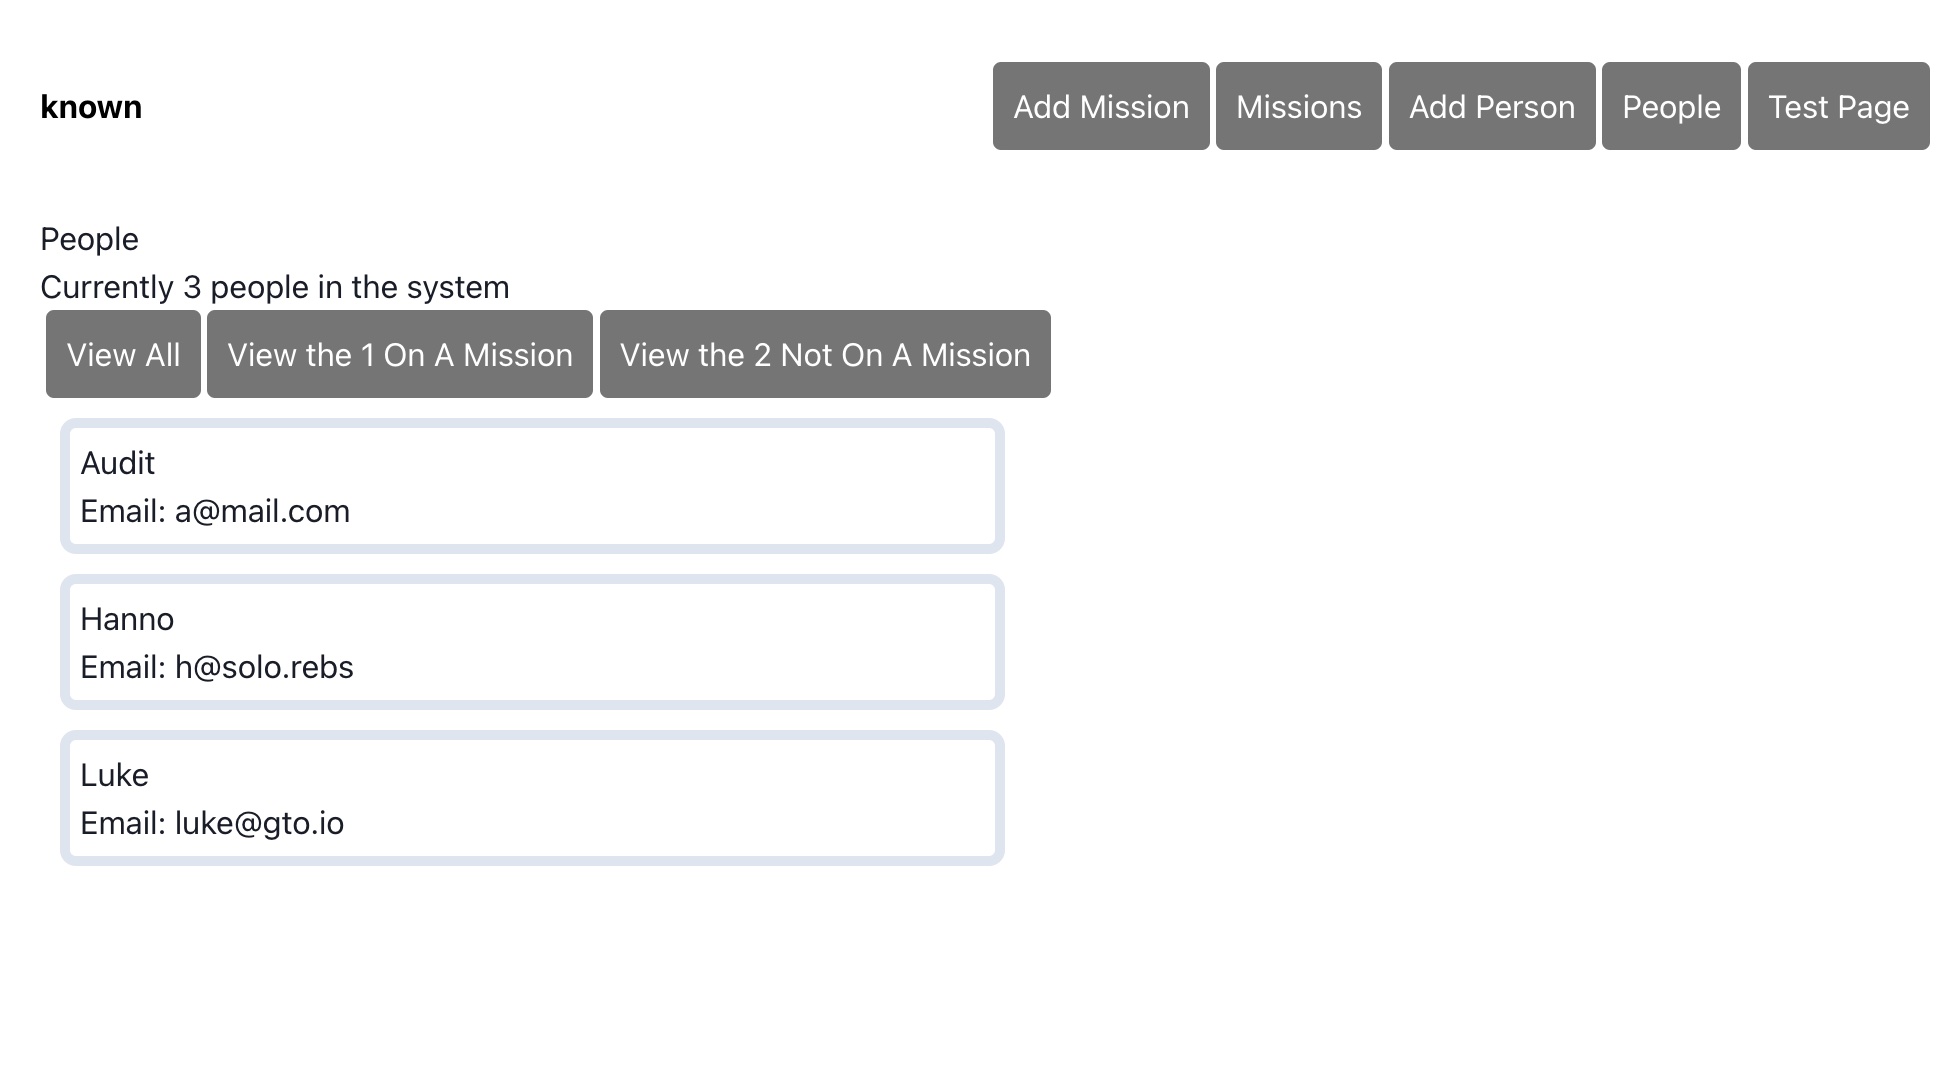 known
Add Mission
Missions
Add Person
People
Test Page
People
Currently 3 people in the system
View All
View the 1 On A Mission
View the 2 Not On A Mission
Audit
Email: a@mail.com
Hanno
Email: h@solo.rebs
Luke
Email: luke@gto.io